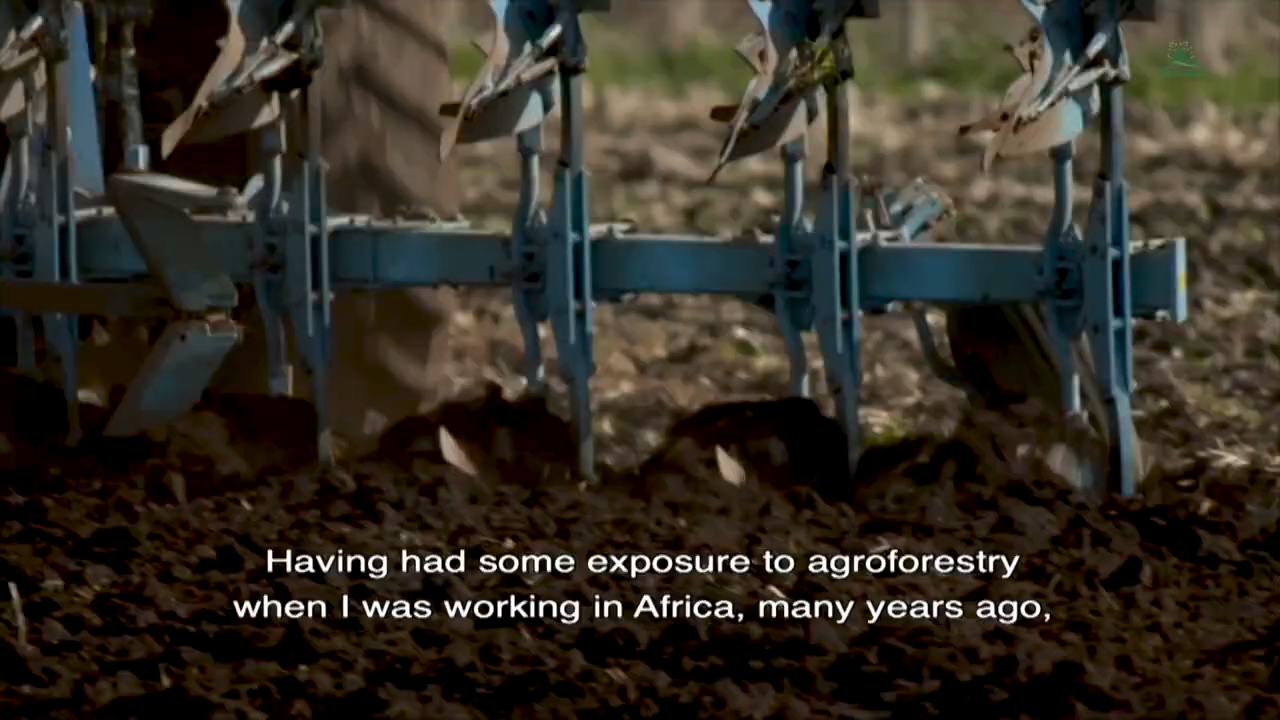 Having had some exposure to agroforestry
when I was working in Africa, many years ago,